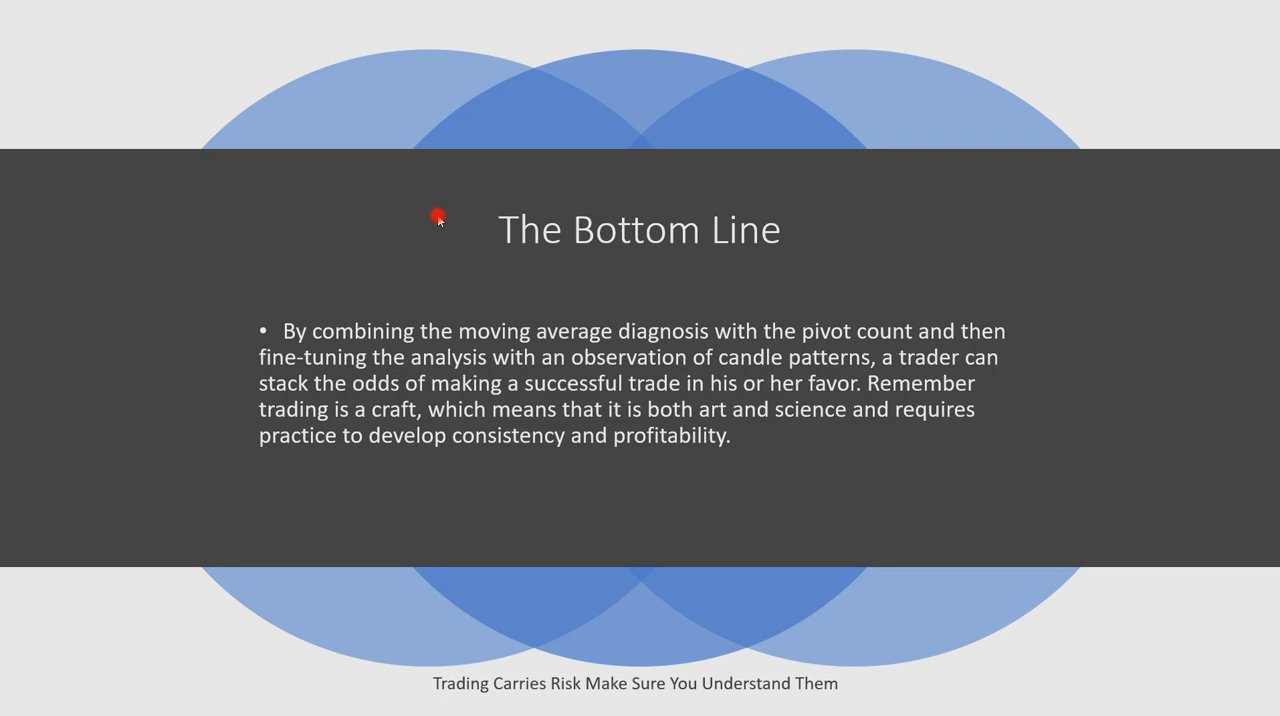 The Bottom Line
• By combining the moving average diagnosis with the pivot count and then
fine-tuning the analysis with an observation of candle patterns, a trader can
stack the odds of making a successful trade in his or her favor. Remember
trading is a craft, which means that it is both art and science and requires
practice to develop consistency and profitability.
Trading Carries Risk Make Sure You Understand Them